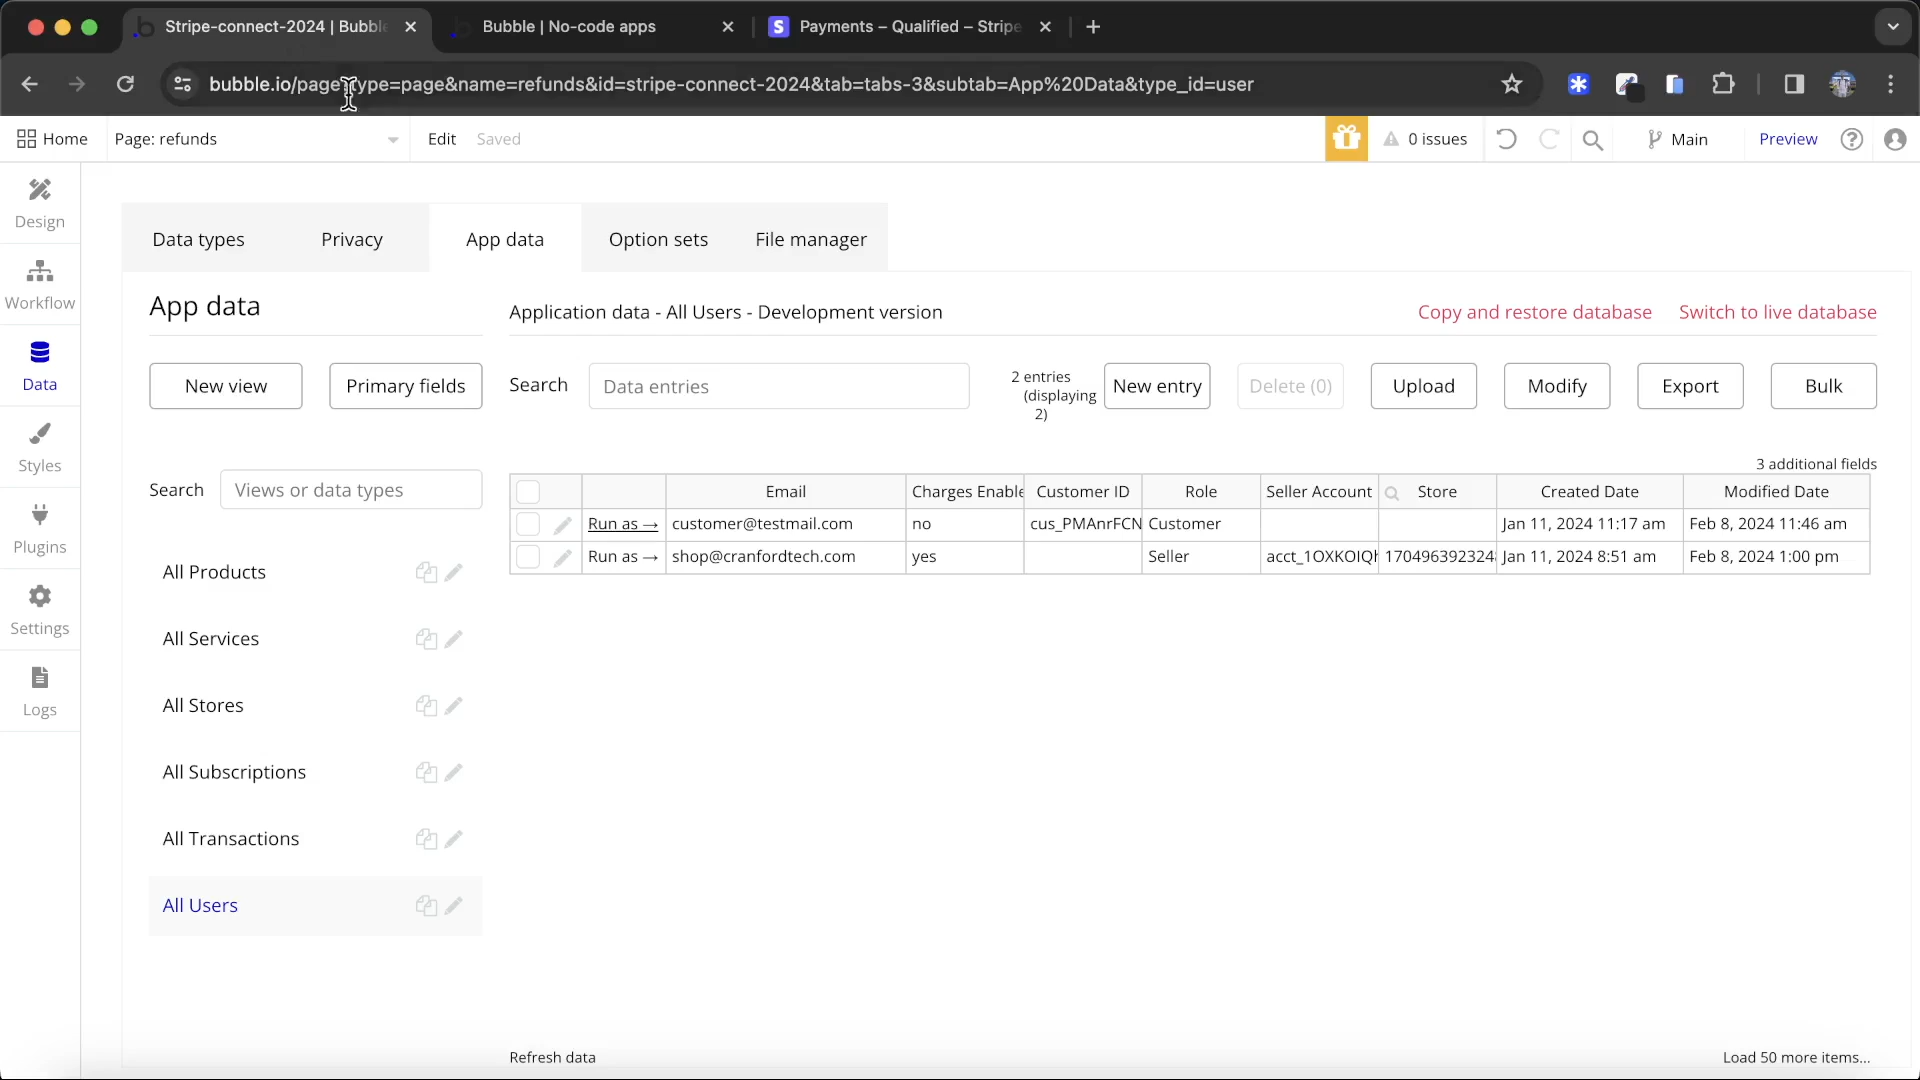 Stripe-connect-2024 | Bubble
Bubble | No-code apps
Payments – Qualified – Stripe
bubble.io/page?type=page&name=refunds&id=stripe-connect-2024&tab=tabs-3&subtab=App%20Data&type_id=user
Home
Page: refunds
Edit
Saved
0 issues
Main
Preview
Design
Workflow
Data
Styles
Plugins
Settings
Logs
Data types
Privacy
App data
Option sets
File manager
App data
Application data - All Users - Development version
Copy and restore database
Switch to live database
New view
Primary fields
Search
Data entries
2 entries
(displaying
2)
New entry
Delete (0)
Upload
Modify
Export
Bulk
Search
Views or data types
3 additional fields
Email
Charges Enable
Customer ID
Role
Seller Account
Store
Created Date
Modified Date
Run as →
customer@testmail.com
no
cus_PMAnrFCN
Customer
Jan 11, 2024 11:17 am
Feb 8, 2024 11:46 am
Run as →
shop@cranfordtech.com
yes
Seller
acct_1OXKOIQh
1704963923248
Jan 11, 2024 8:51 am
Feb 8, 2024 1:00 pm
All Products
All Services
All Stores
All Subscriptions
All Transactions
All Users
Refresh data
Load 50 more items...